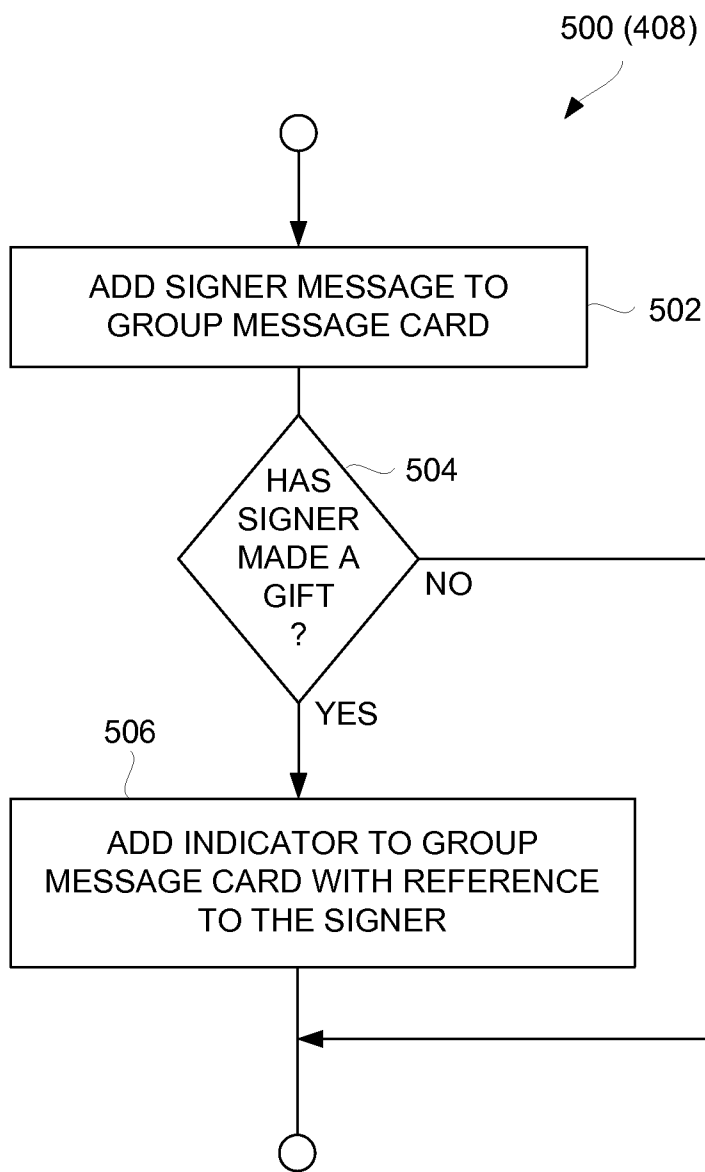 500 (408)
ADD SIGNER MESSAGE TO
GROUP MESSAGE CARD
502
504
HAS
SIGNER
MADE A
GIFT
?
NO
YES
506
ADD INDICATOR TO GROUP
MESSAGE CARD WITH REFERENCE
TO THE SIGNER